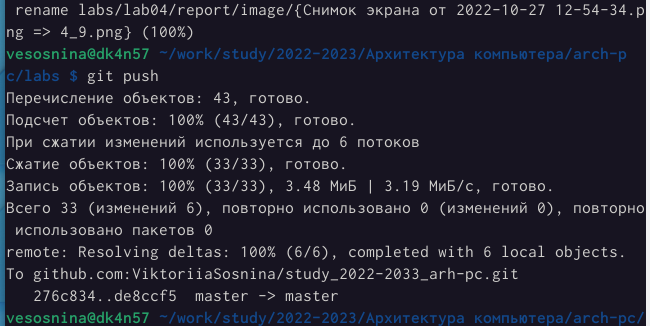 rename labs/lab04/report/image/{Снимок экрана от 2022-10-27 12-54-34.p
ng => 4_9.png} (100%)
vesosnina@dk4n57 ~/work/study/2022-2023/Архитектура компьютера/arch-p
c/labs $ git push
Перечисление объектов: 43, готово.
Подсчет объектов: 100% (43/43), готово.
При сжатии изменений используется до 6 потоков
Сжатие объектов: 100% (33/33), готово.
Запись объектов: 100% (33/33), 3.48 МиБ | 3.19 МиБ/с, готово.
Всего 33 (изменений 6), повторно использовано 0 (изменений 0), повторно
использовано пакетов 0
remote: Resolving deltas: 100% (6/6), completed with 6 local objects.
To github.com:ViktoriiaSosnina/study_2022-2033_arh-pc.git
276c834..de8ccf5  master -> master
vesosnina@dk4n57 ~/work/study/2022-2023/Архитектура компьютера/arch-pc/